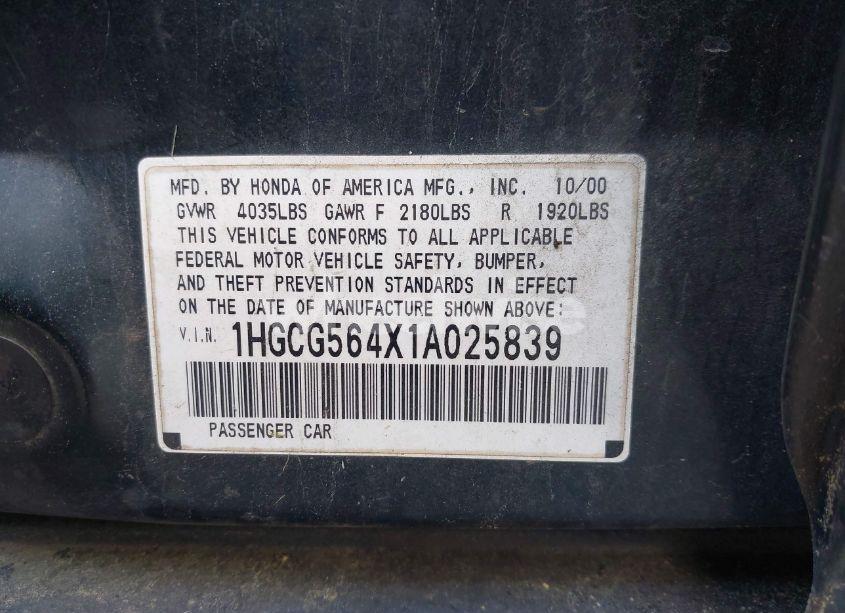 MFD. BY HONDA OF AMERICA MFG., INC. 10/00
GVWR 4035LBS GAWR F 2180LBS R 1920LBS
THIS VEHICLE CONFORMS TO ALL APPLICABLE
FEDERAL MOTOR VEHICLE SAFETY, BUMPER,
AND THEFT PREVENTION STANDARDS IN EFFECT
ON THE DATE OF MANUFACTURE SHOWN ABOVE:
V.I.N. 1HGCG564X1A025839
PASSENGER CAR